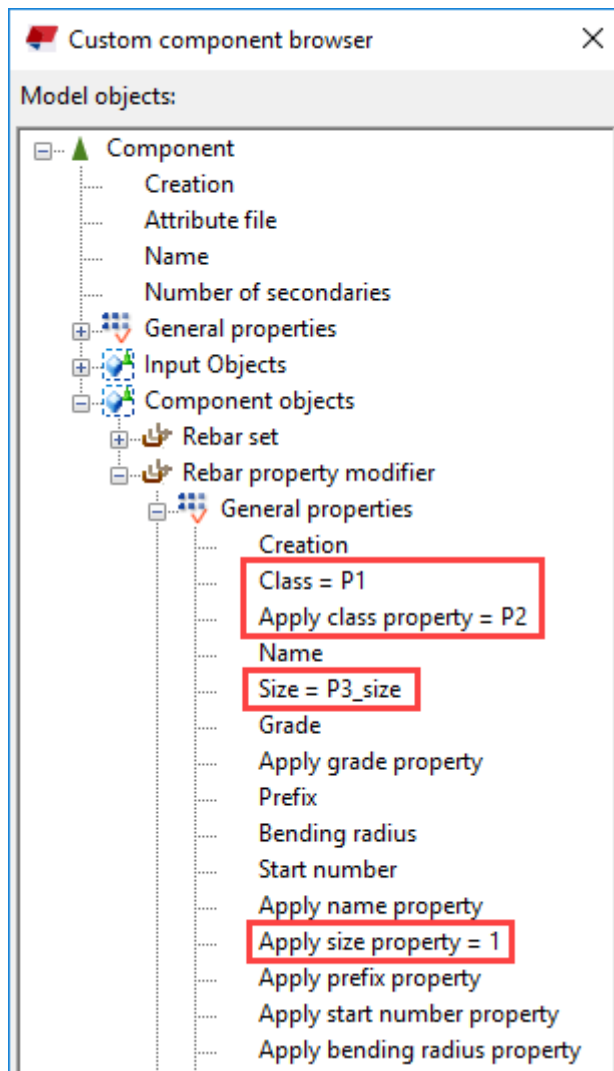 Custom component browser
Model objects:
Component
Creation
Attribute file
Name
Number of secondaries
General properties
Input Objects
Component objects
Rebar set
Rebar property modifier
General properties
Creation
Class = P1
Apply class property = P2
Name
Size = P3_size
Grade
Apply grade property
Prefix
Bending radius
Start number
Apply name property
Apply size property = 1
Apply prefix property
Apply start number property
Apply bending radius property